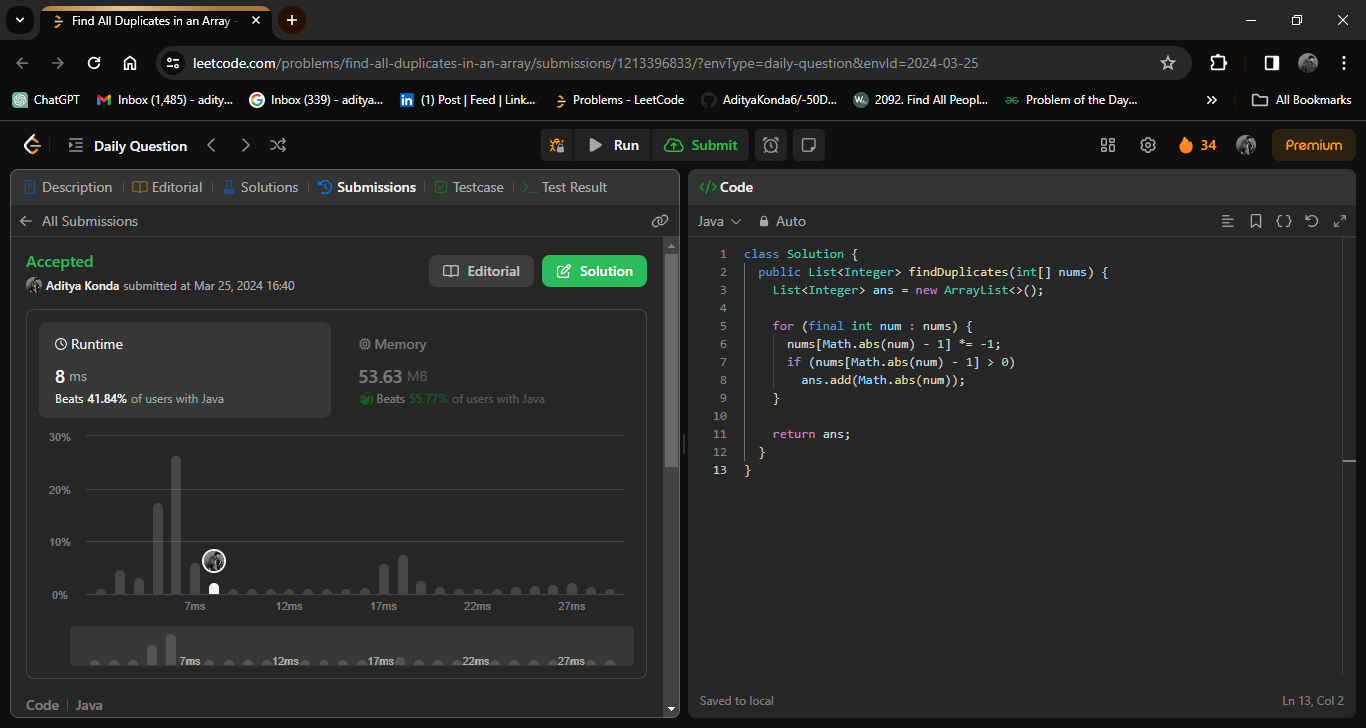 Find All Duplicates in an Array -
leetcode.com/problems/find-all-duplicates-in-an-array/submissions/1213396833/?envType=daily-question&envId=2024-03-25
ChatGPT Inbox (1,485) - adity... Inbox (339) - aditya... (1) Post | Feed | Link... Problems - LeetCode AdityaKonda6/-50D... 2092. Find All Peopl... Problem of the Day... » All Bookmarks
Daily Question Run Submit 34 Premium
Description Editorial Solutions Submissions Testcase Test Result
All Submissions
Accepted
Aditya Konda submitted at Mar 25, 2024 16:40
Editorial Solution
Runtime
8 ms
Beats 41.84% of users with Java
Memory
53.63 MB
Beats 55.77% of users with Java
30%
20%
10%
0%
7ms 12ms 17ms 22ms 27ms
7ms 12ms 17ms 22ms 27ms
Code | Java
</> Code
Java Auto
1 class Solution {
2 public List<Integer> findDuplicates(int[] nums) {
3 List<Integer> ans = new ArrayList<>();
4
5 for (final int num : nums) {
6 nums[Math.abs(num) - 1] *= -1;
7 if (nums[Math.abs(num) - 1] > 0)
8 ans.add(Math.abs(num));
9 }
10
11 return ans;
12 }
13 }
Saved to local Ln 13, Col 2